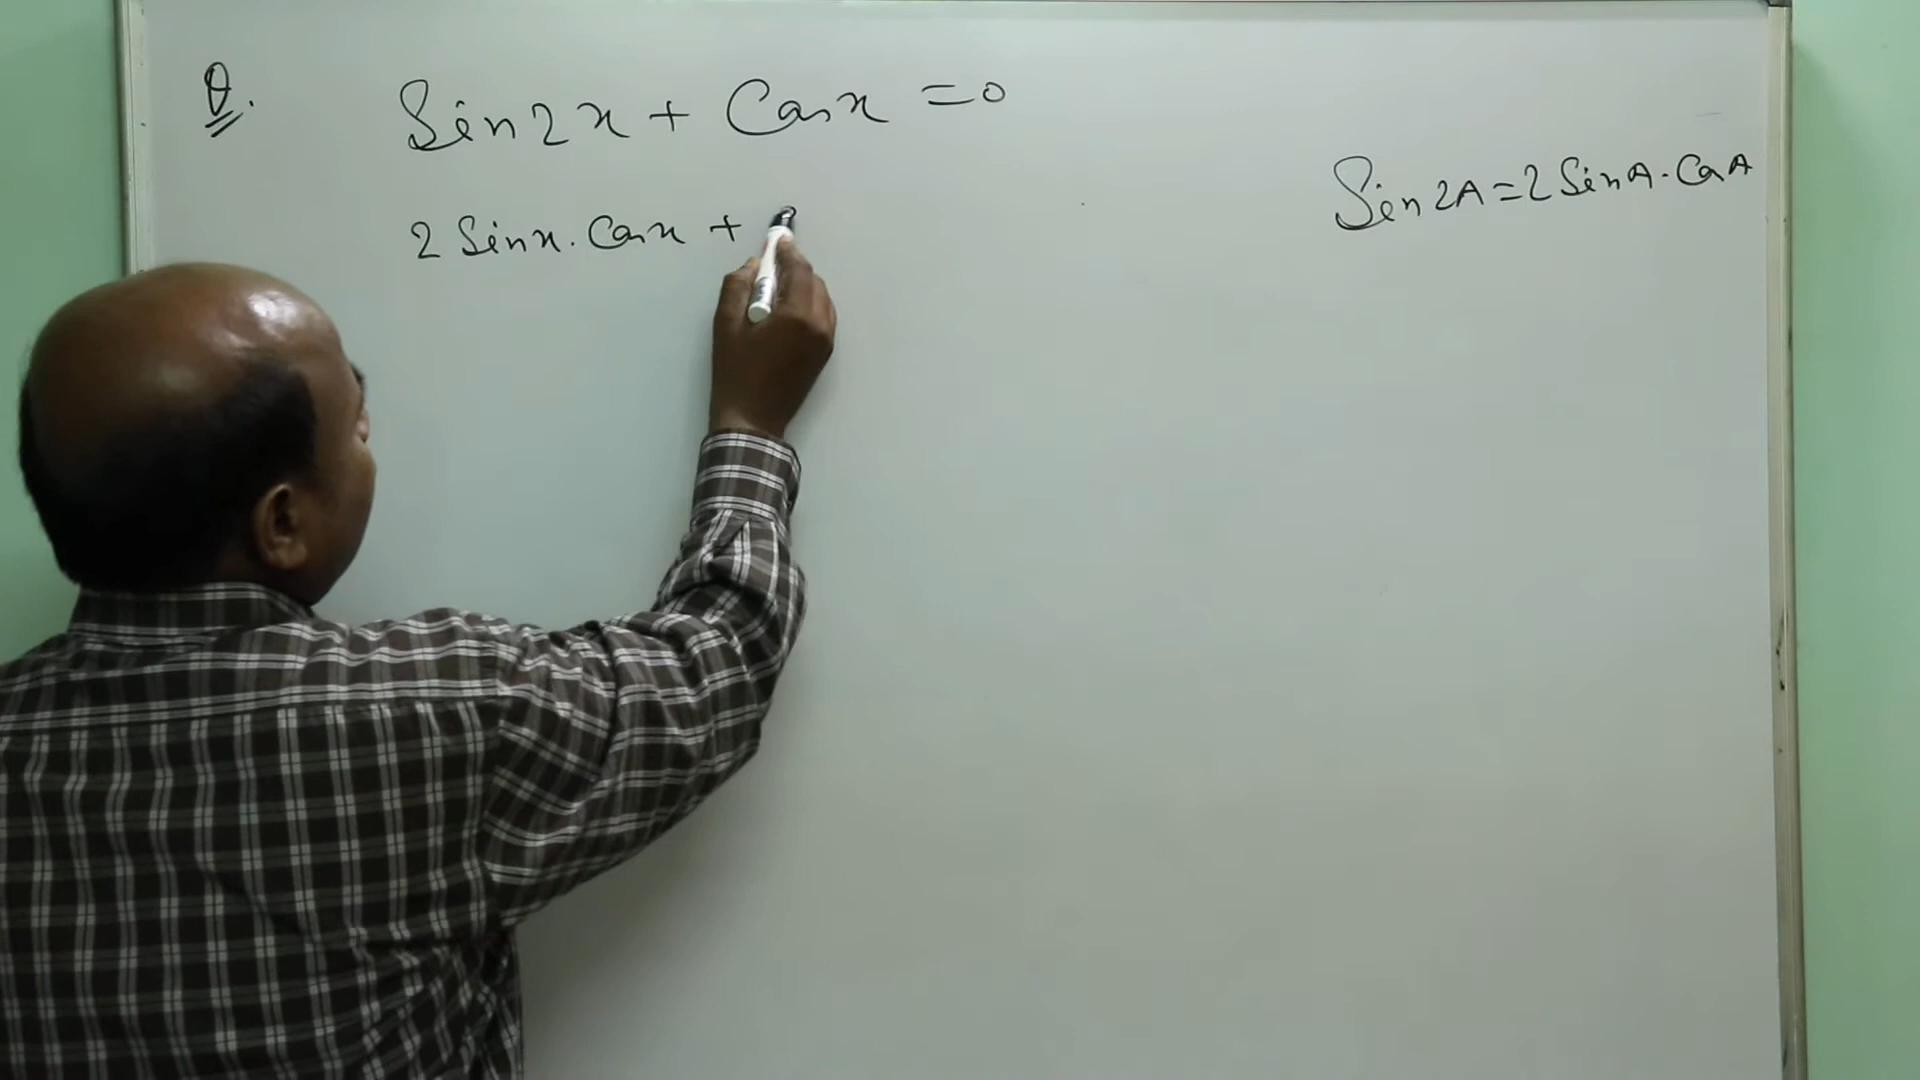 Q. Sin2x + Cosx =0
Sin2A=2SinA.CosA
2 Sinx. Cosx +